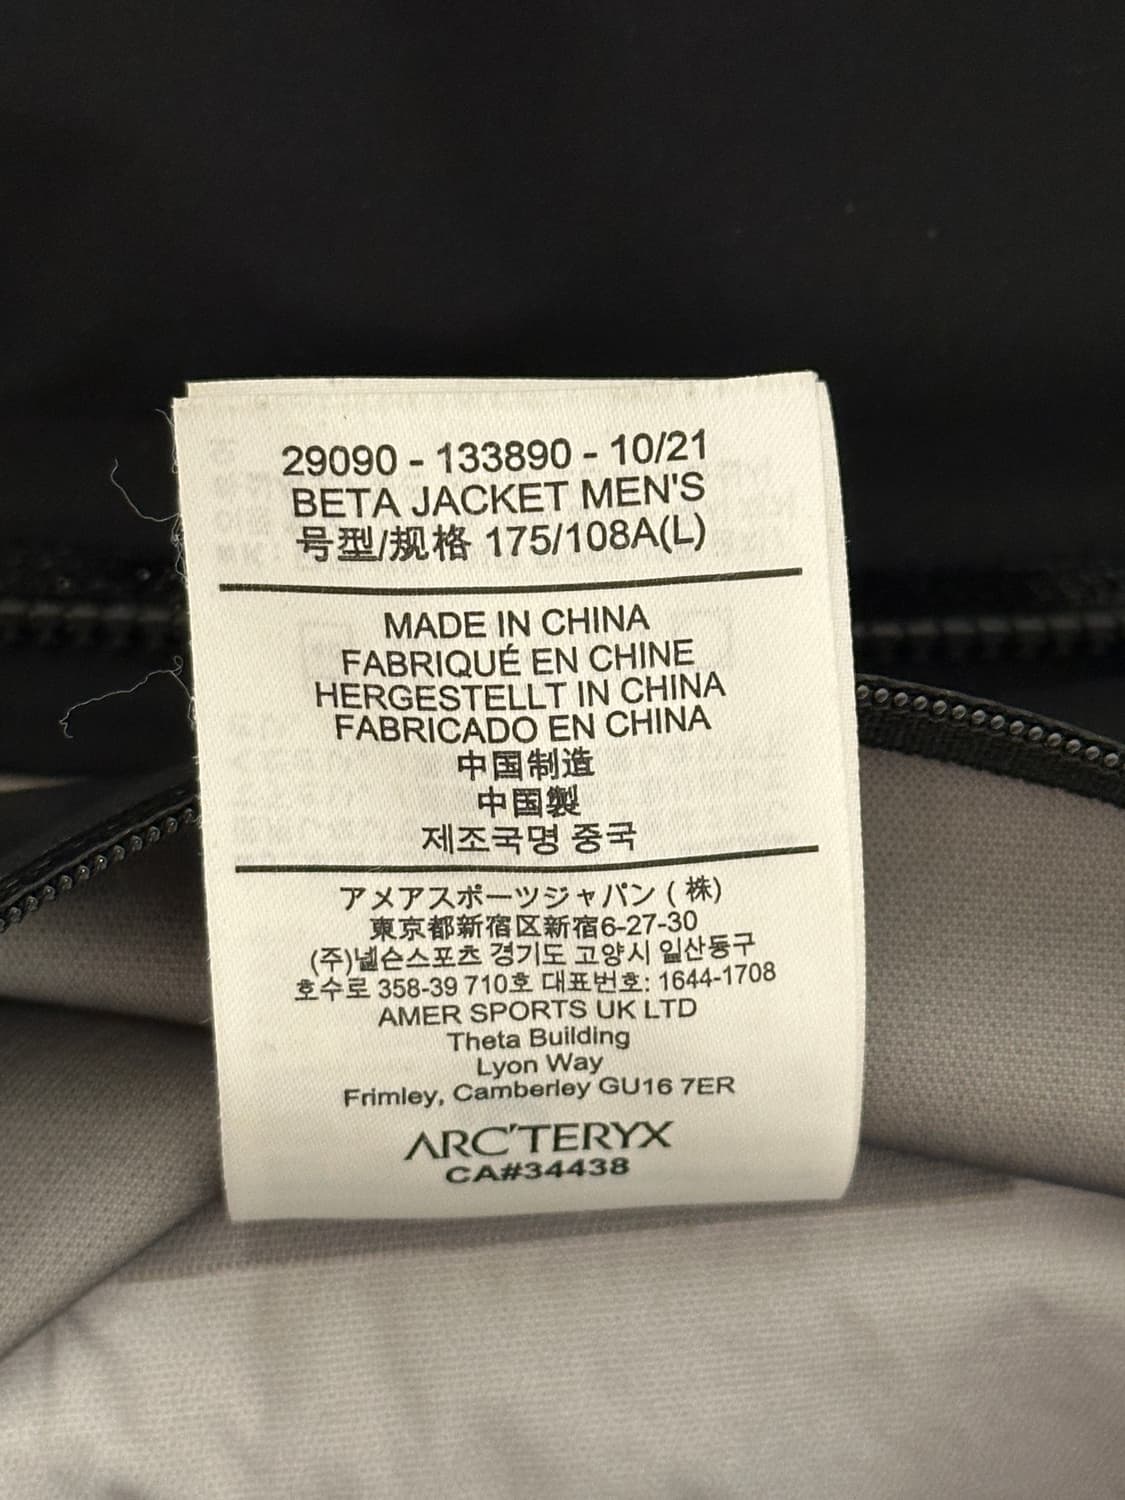 29090 - 133890 - 10/21
BETA JACKET MEN'S
号型/规格 175/108A(L)
MADE IN CHINA
FABRIQUÉ EN CHINE
HERGESTELLT IN CHINA
FABRICADO EN CHINA
中国制造
中国製
제조국명 중국
アメアスポーツジャパン ( 株)
東京都新宿区新宿6-27-30
(주)넬슨스포츠 경기도 고양시 일산동구
호수로 358-39 710호 대표번호: 1644-1708
AMER SPORTS UK LTD
Theta Building
Lyon Way
Frimley, Camberley GU16 7ER
ARC'TERYX
CA#34438